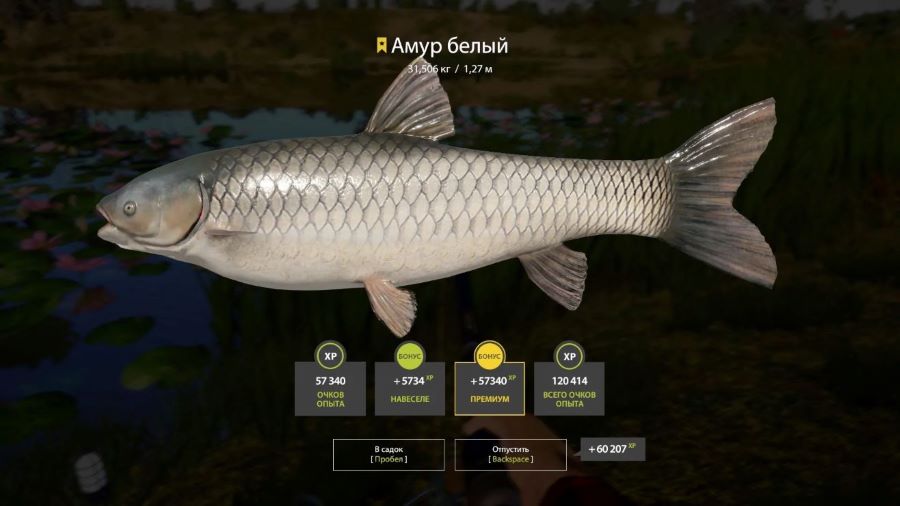 Амур белый
31,506 кг / 1,27 м
XP
БОНУС
БОНУС
XP
57 340
+ 5734 XP
+ 57340 XP
120 414
ОЧКОВ
ОПЫТА
НАВЕСЕЛЕ
ПРЕМИУМ
ВСЕГО ОЧКОВ
ОПЫТА
В садок
[ Пробел ]
Отпустить
[ Backspace ]
+ 60 207 XP